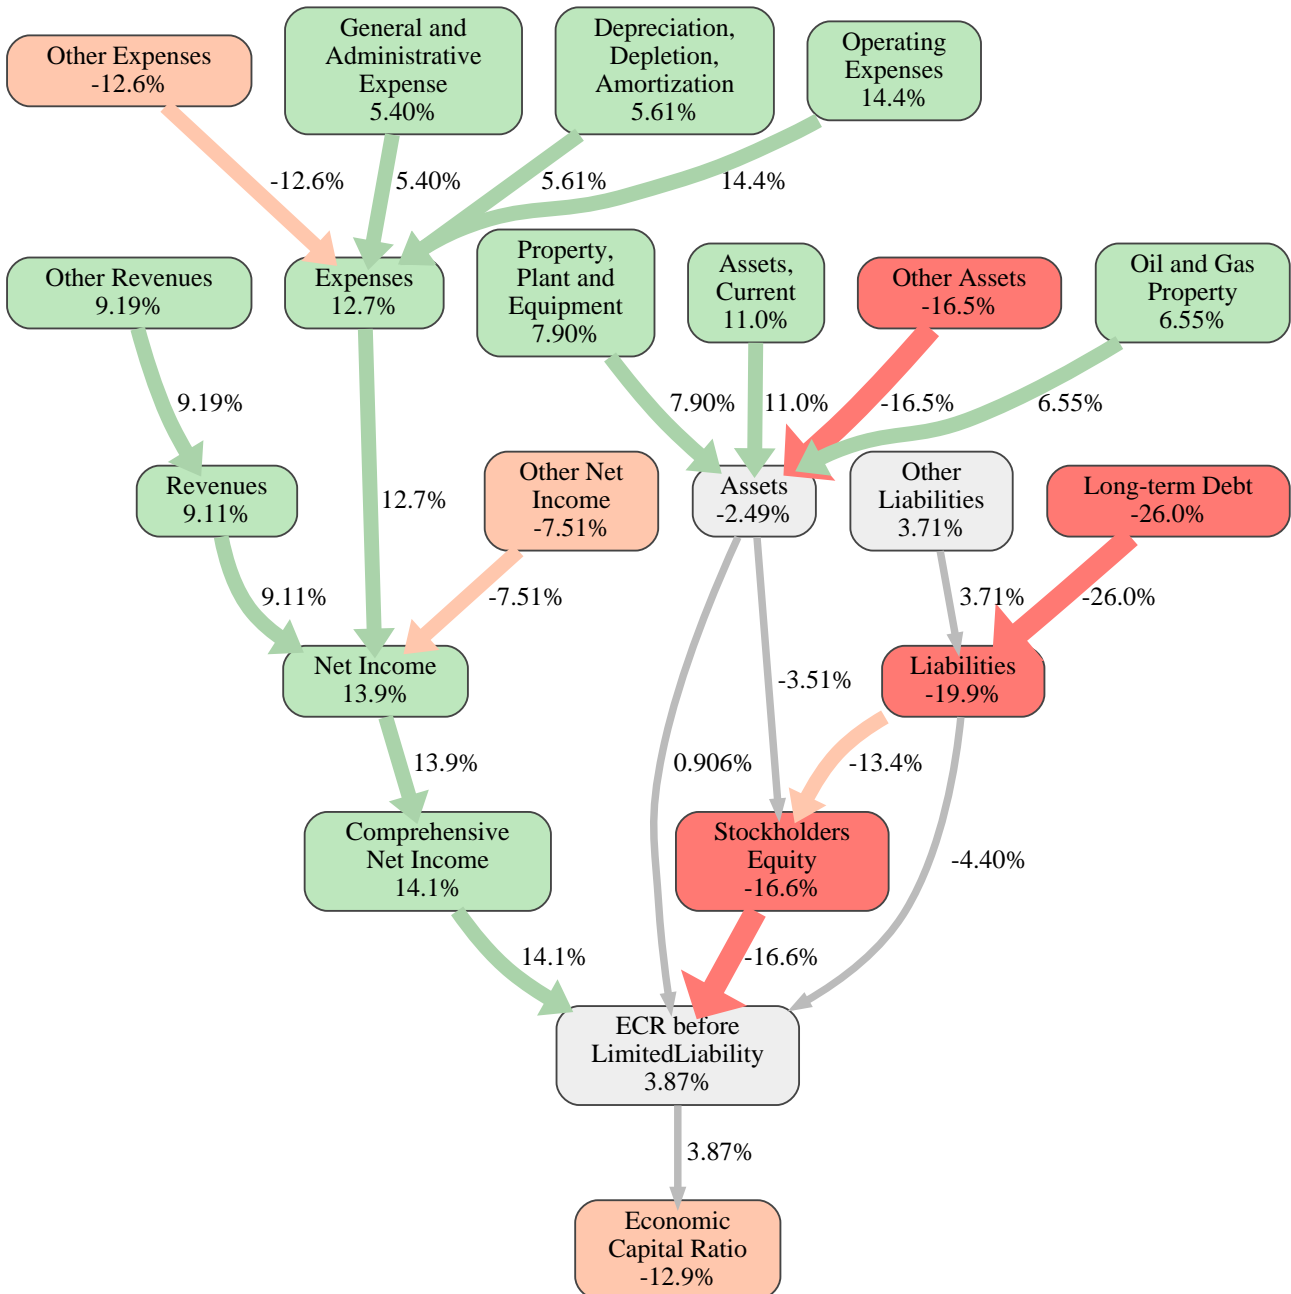 Other Expenses
-12.6%
General and
Administrative
Expense
5.40%
Depreciation,
Depletion,
Amortization
5.61%
Operating
Expenses
14.4%
-12.6%
5.40%
5.61%
14.4%
Other Revenues
9.19%
Expenses
12.7%
Property,
Plant and
Equipment
7.90%
Assets,
Current
11.0%
Other Assets
-16.5%
Oil and Gas
Property
6.55%
9.19%
7.90%
11.0%
-16.5%
6.55%
Revenues
9.11%
12.7%
Other Net
Income
-7.51%
Assets
-2.49%
Other
Liabilities
3.71%
Long-term Debt
-26.0%
9.11%
-7.51%
3.71%
-26.0%
Net Income
13.9%
-3.51%
Liabilities
-19.9%
13.9%
0.906%
-13.4%
Comprehensive
Net Income
14.1%
Stockholders
Equity
-16.6%
-4.40%
14.1%
-16.6%
ECR before
LimitedLiability
3.87%
3.87%
Economic
Capital Ratio
-12.9%